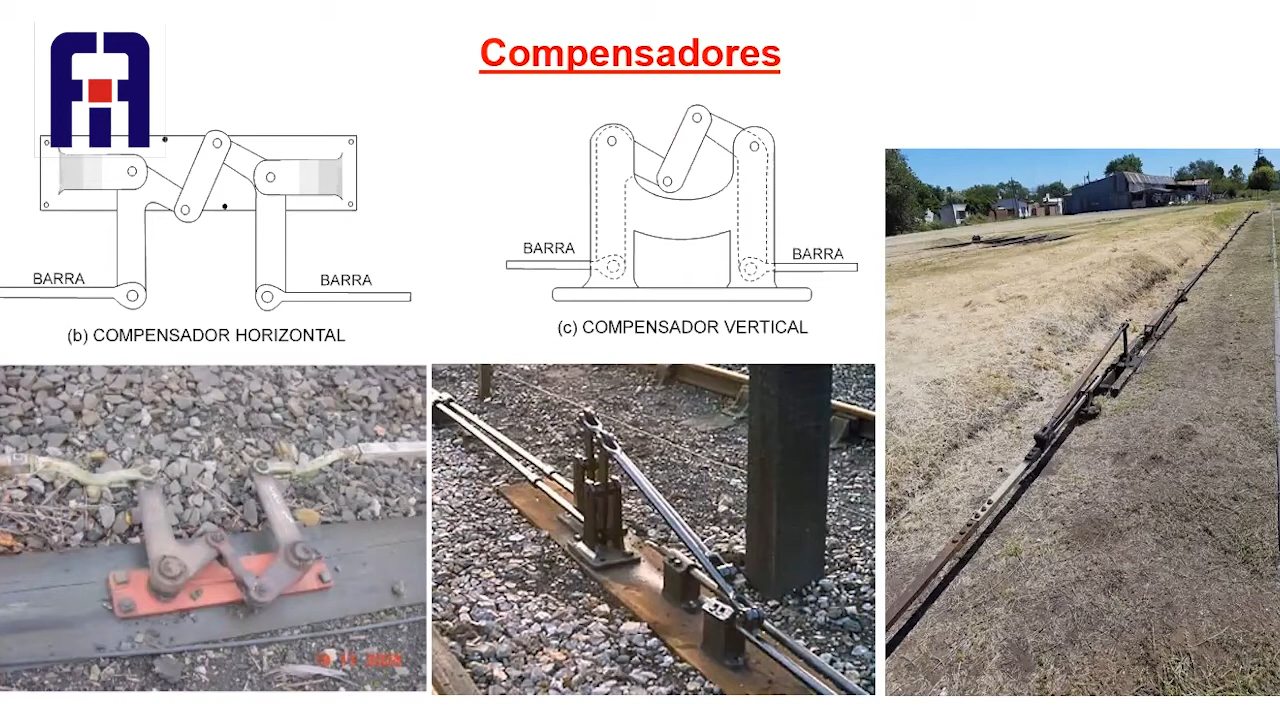 Compensadores
BARRA
BARRA
(b) COMPENSADOR HORIZONTAL
BARRA
BARRA
(c) COMPENSADOR VERTICAL